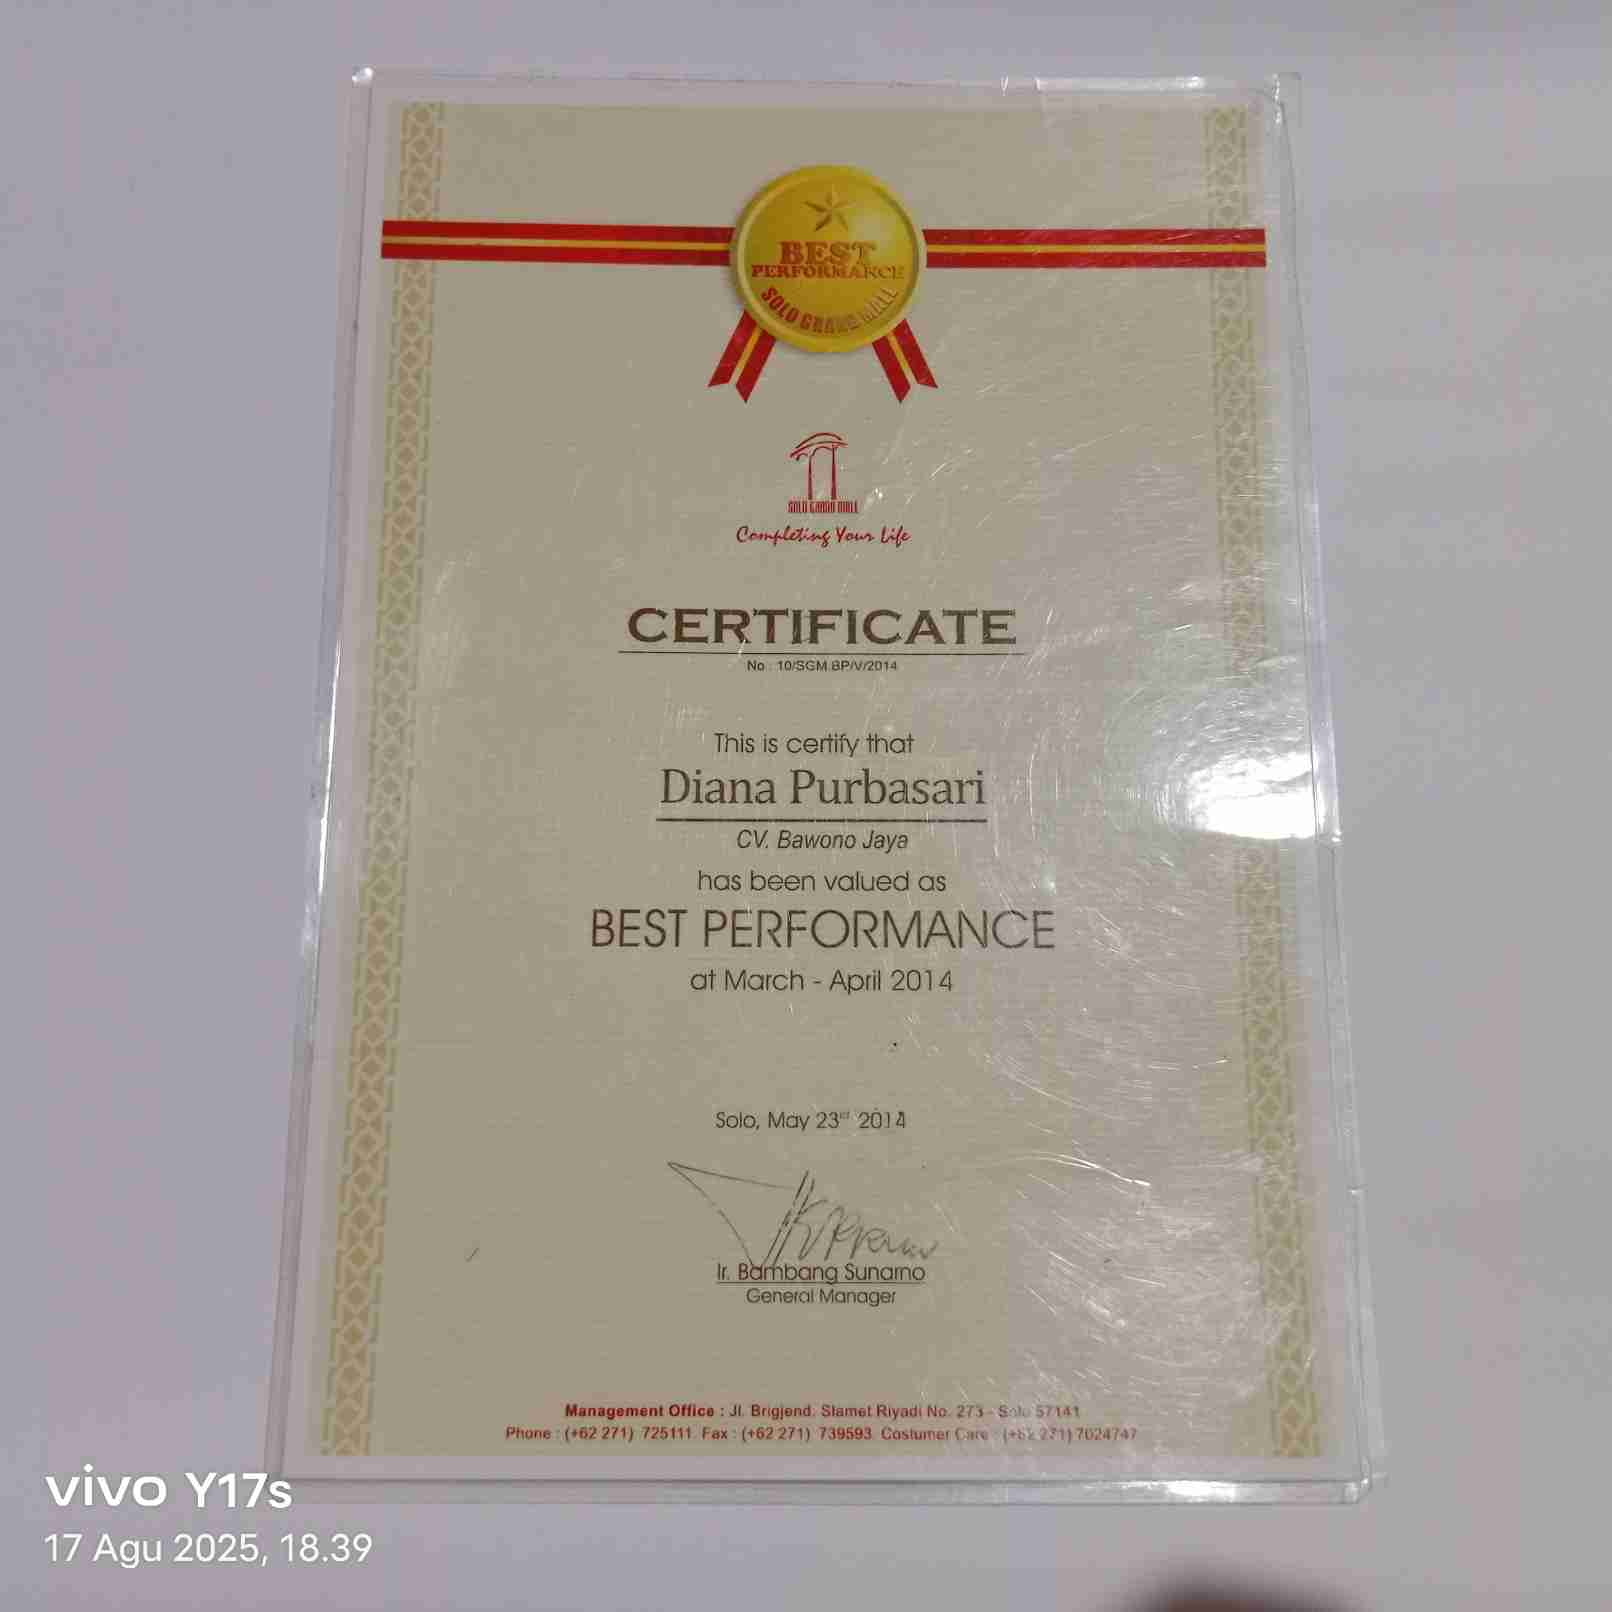 BEST
PERFORMANCE
SOLO GRAND MALL
SOLO GRAND MALL
Completing Your Life
CERTIFICATE
No : 10/SGM.BP/V/2014
This is certify that
Diana Purbasari
CV. Bawono Jaya
has been valued as
BEST PERFORMANCE
at March - April 2014
Solo, May 23rd 2014
Ir. Bambang Sunarno
General Manager
Management Office : Jl. Brigjend. Slamet Riyadi No. 273 - Solo 57141
Phone : (+62 271) 725111 Fax : (+62 271) 739593 Costumer Care : (+62 271) 7024747
vivo Y17s
17 Agu 2025, 18.39